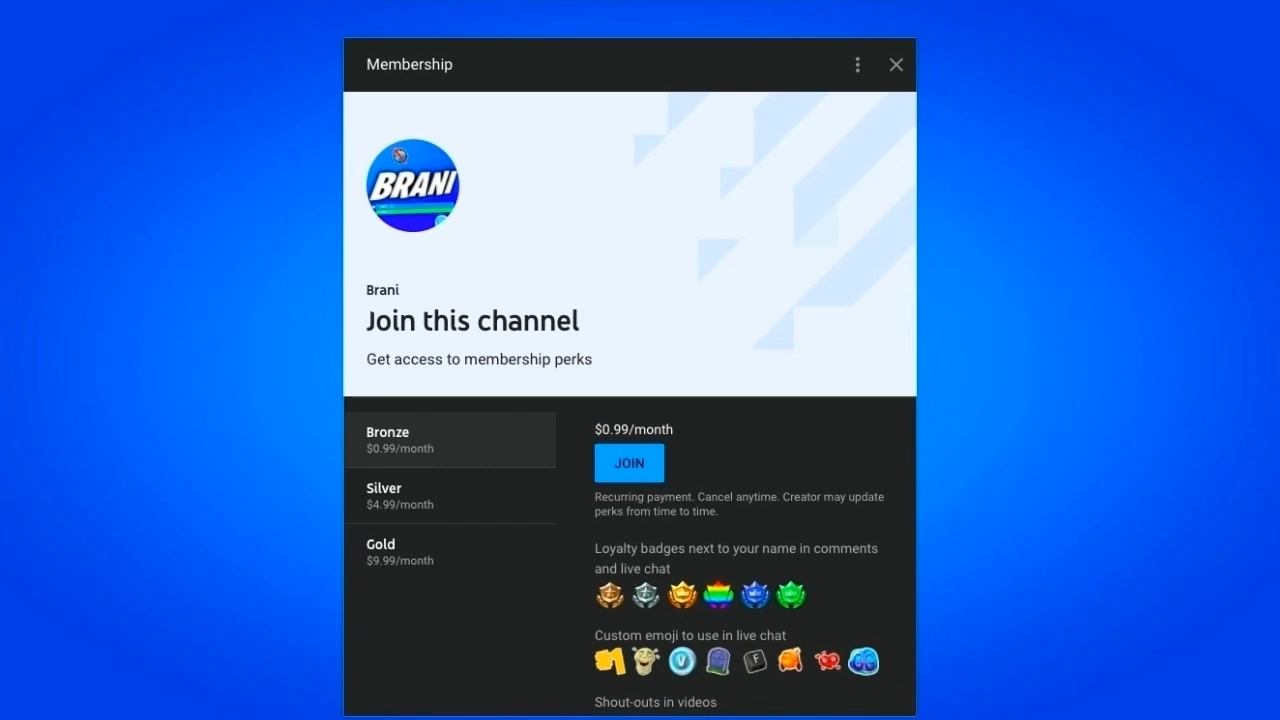 Membership
BRANI
Brani
Join this channel
Get access to membership perks
Bronze
$0.99/month
Silver
$4.99/month
Gold
$9.99/month
$0.99/month
JOIN
Recurring payment. Cancel anytime. Creator may update
perks from time to time.
Loyalty badges next to your name in comments
and live chat
Custom emoji to use in live chat
#1 V F GG
Shout-outs in videos